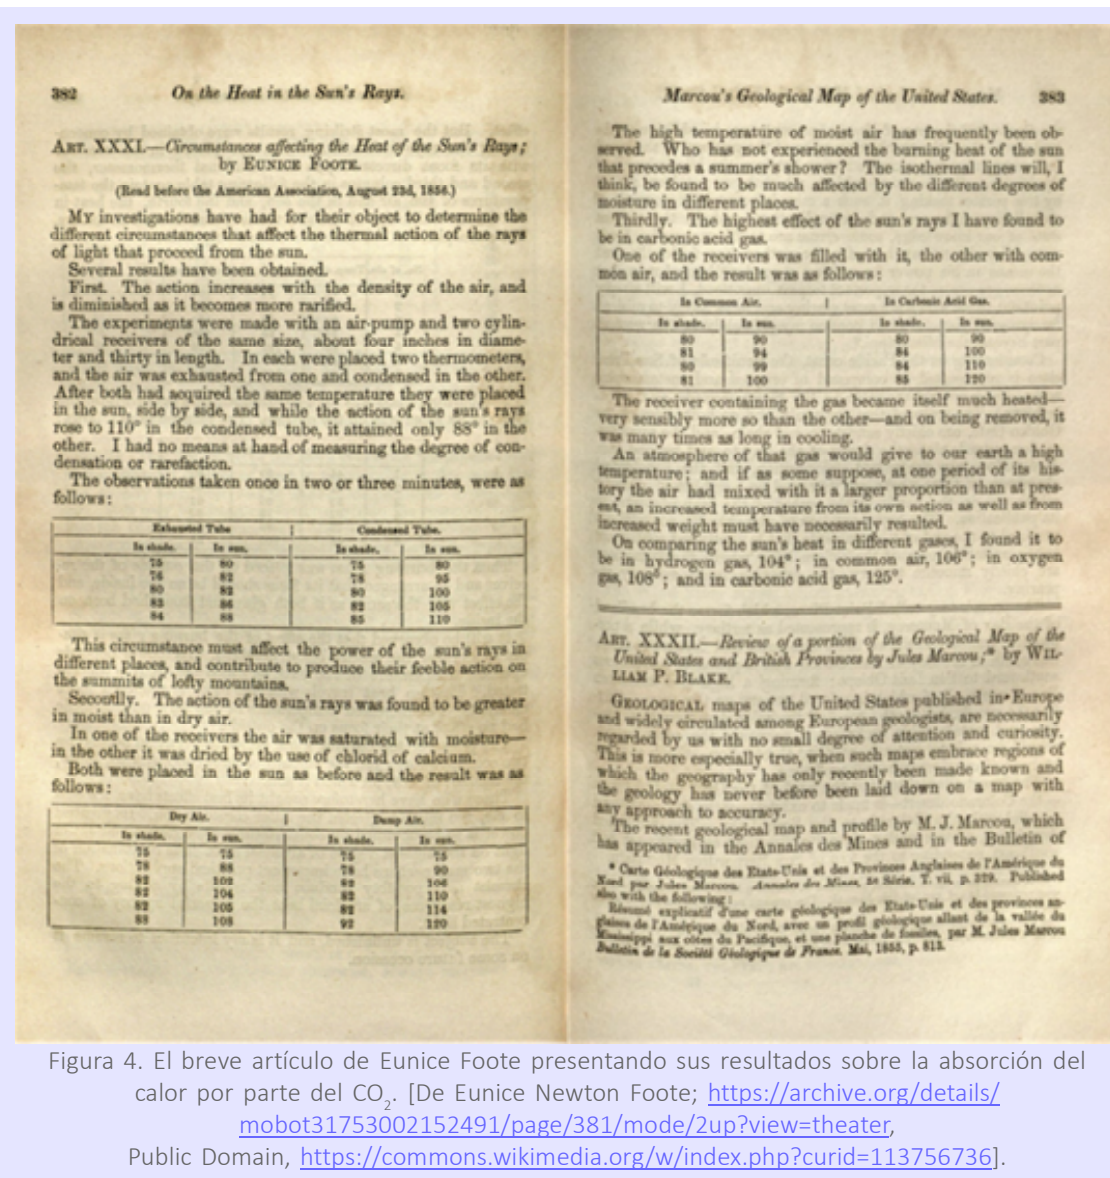 382 On the Heat in the Sun's Rays.
ART. XXXI.—Circumstances affecting the Heat of the Sun's Rays;
by EUNICE FOOTE.
(Read before the American Association, August 23d, 1856.)
MY investigations have had for their object to determine the
different circumstances that affect the thermal action of the rays
of light that proceed from the sun.
Several results have been obtained.
First. The action increases with the density of the air, and
is diminished as it becomes more rarified.
The experiments were made with an air-pump and two cylin-
drical receivers of the same size, about four inches in diame-
ter and thirty in length. In each were placed two thermometers,
and the air was exhausted from one and condensed in the other.
After both had acquired the same temperature they were placed
in the sun, side by side, and while the action of the sun's rays
rose to 110° in the condensed tube, it attained only 88° in the
other. I had no means at hand of measuring the degree of con-
densation or rarefaction.
The observations taken once in two or three minutes, were as
follows:
Exhausted Tube | Condensed Tube.
In shade. In sun. In shade. In sun.
75 80 75 80
76 82 78 95
80 82 80 100
83 86 82 105
84 88 85 110
This circumstance must affect the power of the sun's rays in
different places, and contribute to produce their feeble action on
the summits of lofty mountains.
Secondly. The action of the sun's rays was found to be greater
in moist than in dry air.
In one of the receivers the air was saturated with moisture—
in the other it was dried by the use of chlorid of calcium.
Both were placed in the sun as before and the result was as
follows:
Dry Air. | Damp Air.
In shade. In sun. In shade. In sun.
75 75 75 75
78 88 78 90
82 102 82 106
82 104 82 110
82 105 82 114
88 108 92 120
Marcou's Geological Map of the United States. 383
The high temperature of moist air has frequently been ob-
served. Who has not experienced the burning heat of the sun
that precedes a summer's shower? The isothermal lines will, I
think, be found to be much affected by the different degrees of
moisture in different places.
Thirdly. The highest effect of the sun's rays I have found to
be in carbonic acid gas.
One of the receivers was filled with it, the other with com-
mon air, and the result was as follows:
In Common Air. | In Carbonic Acid Gas.
In shade. In sun. In shade. In sun.
80 90 80 90
81 94 84 100
80 99 84 110
81 100 85 120
The receiver containing the gas became itself much heated—
very sensibly more so than the other—and on being removed, it
was many times as long in cooling.
An atmosphere of that gas would give to our earth a high
temperature; and if as some suppose, at one period of its his-
tory the air had mixed with it a larger proportion than at pres-
ent, an increased temperature from its own action as well as from
increased weight must have necessarily resulted.
On comparing the sun's heat in different gases, I found it to
be in hydrogen gas, 104°; in common air, 106°; in oxygen
gas, 108°; and in carbonic acid gas, 125°.
ART. XXXII.—Review of a portion of the Geological Map of the
United States and British Provinces by Jules Marcou;* by WIL-
LIAM P. BLAKE.
GEOLOGICAL maps of the United States published in Europe
and widely circulated among European geologists, are necessarily
regarded by us with no small degree of attention and curiosity.
This is more especially true, when such maps embrace regions of
which the geography has only recently been made known and
the geology has never before been laid down on a map with
any approach to accuracy.
The recent geological map and profile by M. J. Marcou, which
has appeared in the Annales des Mines and in the Bulletin of
* Carte Géologique des Etats-Unis et des Provinces Anglaises de l'Amérique du
Nord par Jules Marcou. Annales des Mines, 5e Série, T. vii, p. 329. Published
also with the following:
Résumé explicatif d'une carte géologique des Etats-Unis et des provinces an-
glaises de l'Amérique du Nord, avec un profil géologique allant de la vallée du
Mississippi aux côtes du Pacifique, et une planche de fossiles, par M. Jules Marcou
Bulletin de la Société Géologique de France. Mai, 1855, p. 813.
Figura 4. El breve artículo de Eunice Foote presentando sus resultados sobre la absorción del
calor por parte del CO₂. [De Eunice Newton Foote; https://archive.org/details/
mobot31753002152491/page/381/mode/2up?view=theater,
Public Domain, https://commons.wikimedia.org/w/index.php?curid=113756736].